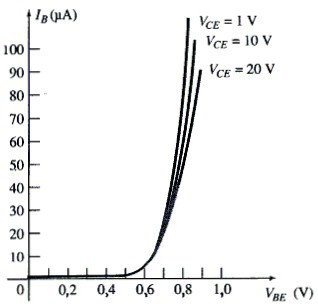 I_B (μA)
V_CE = 1 V
V_CE = 10 V
V_CE = 20 V
100
90
80
70
60
50
40
30
20
10
0
0,2 0,4 0,6 0,8 1,0
V_BE (V)